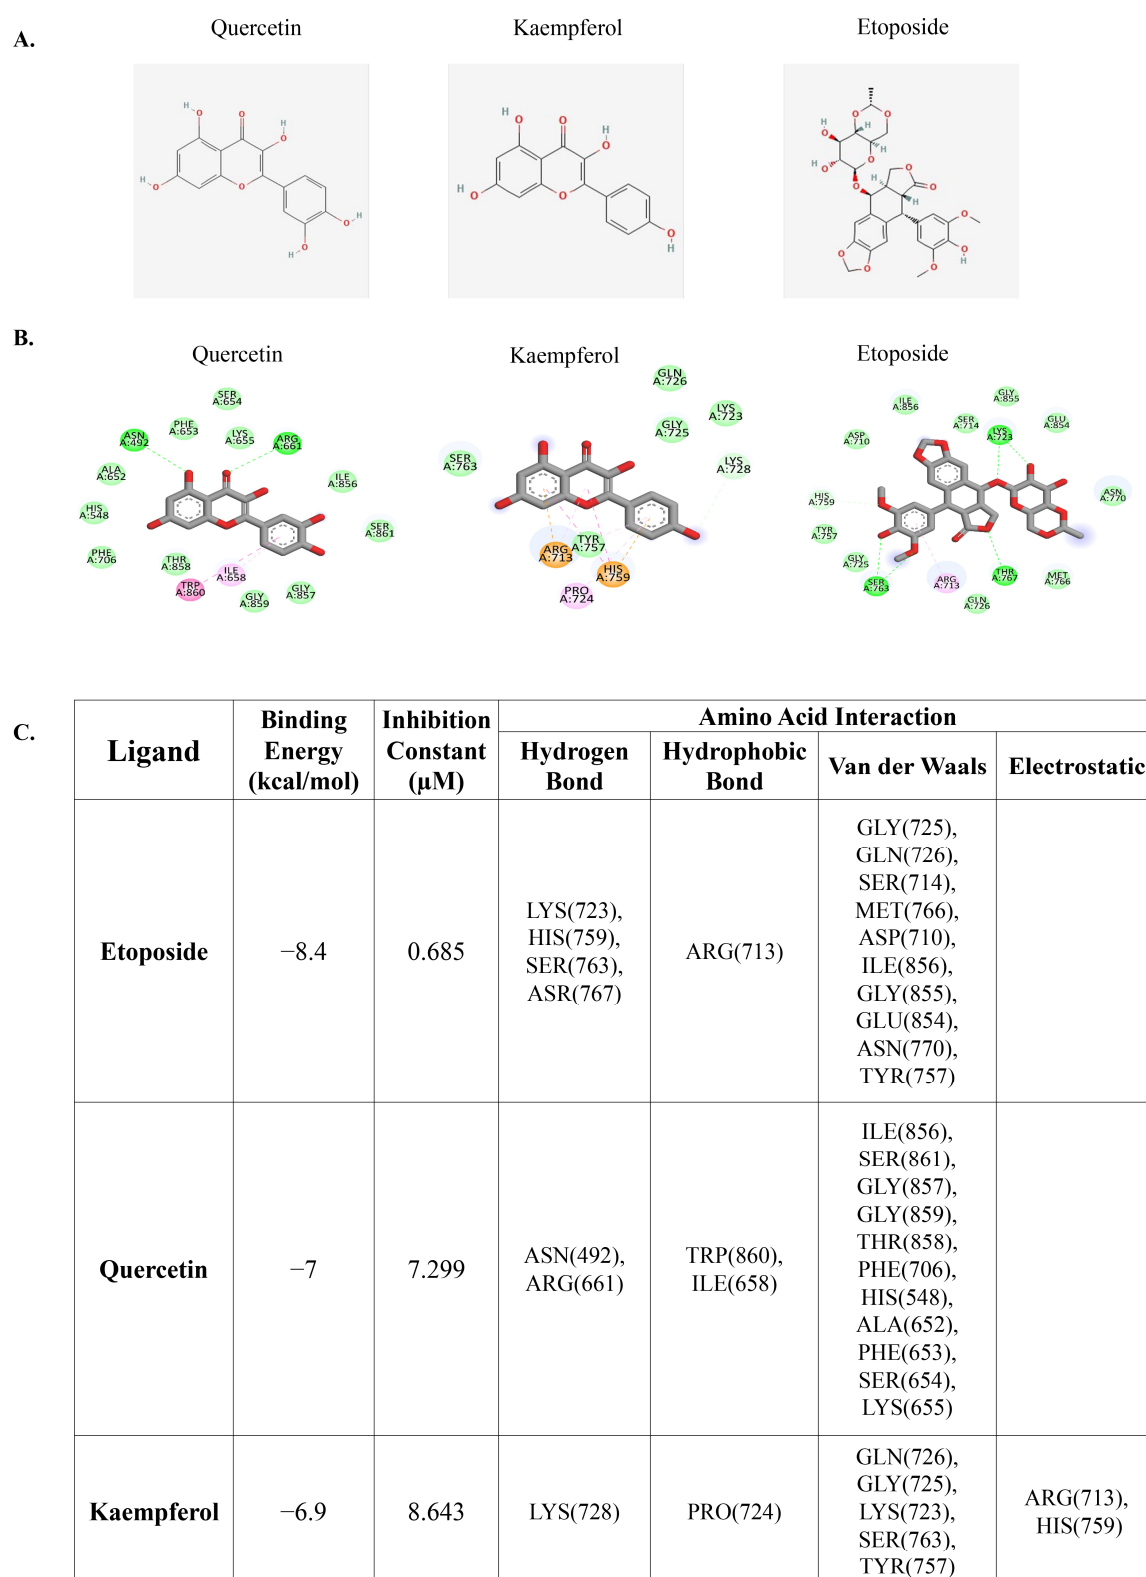 A.
Quercetin
Kaempferol
Etoposide
H O O O H
H O O O H O H
H O O O H
H O O O H
O O H O H H O O H O H O O H O O O O H O
B.
Quercetin
Kaempferol
Etoposide
SER
A:654
PHE
A:653
ASN
A:492
LYS
A:655
ARG
A:661
ALA
A:652
ILE
A:856
HIS
A:548
SER
A:861
PHE
A:706
THR
A:858
ILE
A:658
TRP
A:860
GLY
A:859
GLY
A:857
GLN
A:726
LYS
A:723
GLY
A:725
SER
A:763
LYS
A:728
TYR
A:757
ARG
A:713
HIS
A:759
PRO
A:724
ILE
A:856
GLY
A:855
SER
A:714
LYS
A:723
GLU
A:854
ASP
A:710
HIS
A:759
ASN
A:770
TYR
A:757
GLY
A:725
SER
A:763
ARG
A:713
THR
A:767
MET
A:766
GLN
A:726
C.
Ligand
Binding
Energy
(kcal/mol)
Inhibition
Constant
(µM)
Amino Acid Interaction
Hydrogen
Bond
Hydrophobic
Bond
Van der Waals
Electrostatic
Etoposide
−8.4
0.685
LYS(723),
HIS(759),
SER(763),
ASR(767)
ARG(713)
GLY(725),
GLN(726),
SER(714),
MET(766),
ASP(710),
ILE(856),
GLY(855),
GLU(854),
ASN(770),
TYR(757)
Quercetin
−7
7.299
ASN(492),
ARG(661)
TRP(860),
ILE(658)
ILE(856),
SER(861),
GLY(857),
GLY(859),
THR(858),
PHE(706),
HIS(548),
ALA(652),
PHE(653),
SER(654),
LYS(655)
Kaempferol
−6.9
8.643
LYS(728)
PRO(724)
GLN(726),
GLY(725),
LYS(723),
SER(763),
TYR(757)
ARG(713),
HIS(759)